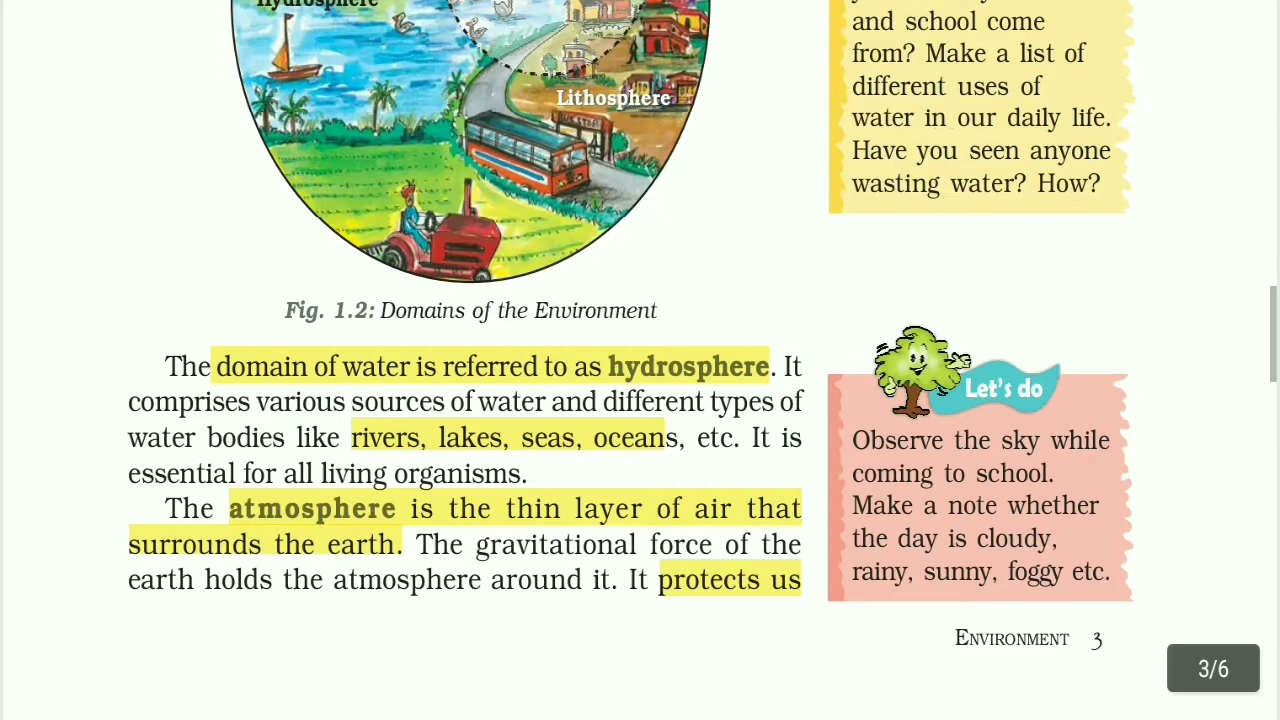 Hydrosphere
Lithosphere
and school come
from? Make a list of
different uses of
water in our daily life.
Have you seen anyone
wasting water? How?
Fig. 1.2: Domains of the Environment
The domain of water is referred to as hydrosphere. It
comprises various sources of water and different types of
water bodies like rivers, lakes, seas, oceans, etc. It is
essential for all living organisms.
The atmosphere is the thin layer of air that
surrounds the earth. The gravitational force of the
earth holds the atmosphere around it. It protects us
Let's do
Observe the sky while
coming to school.
Make a note whether
the day is cloudy,
rainy, sunny, foggy etc.
ENVIRONMENT 3
3/6